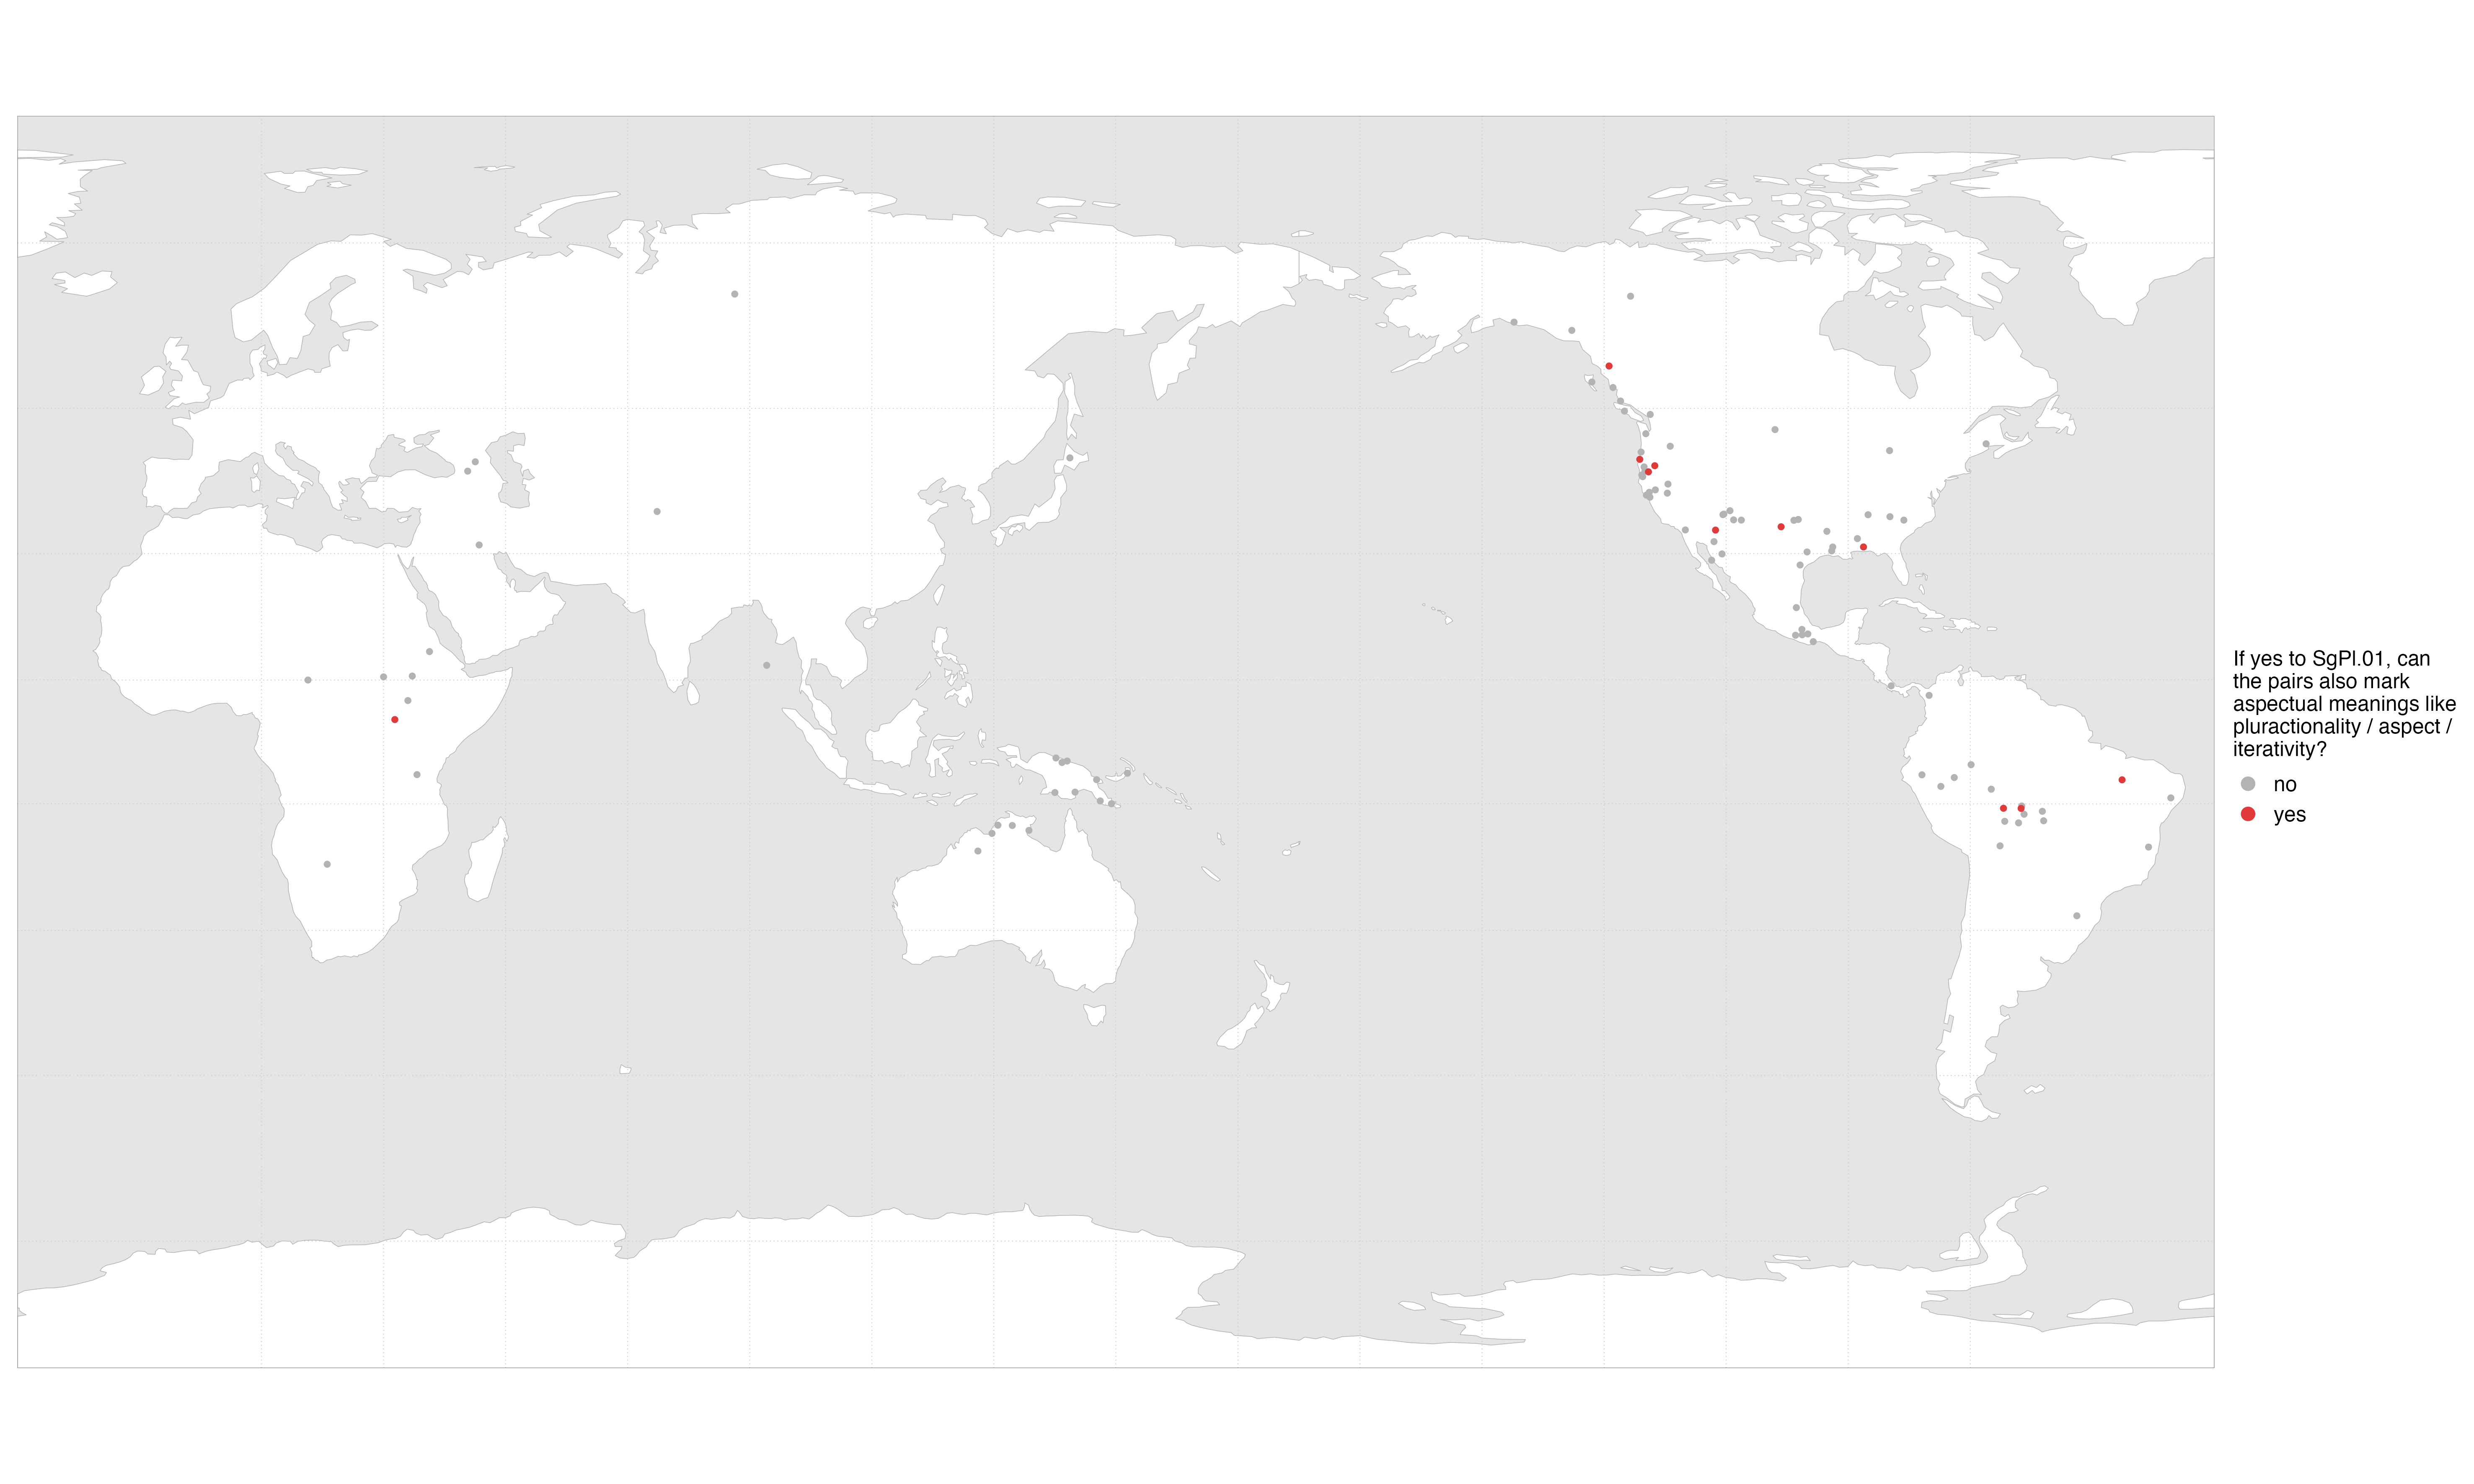 If yes to SgPl.01, can
the pairs also mark
aspectual meanings like
pluractionality / aspect /
iterativity?
no
yes